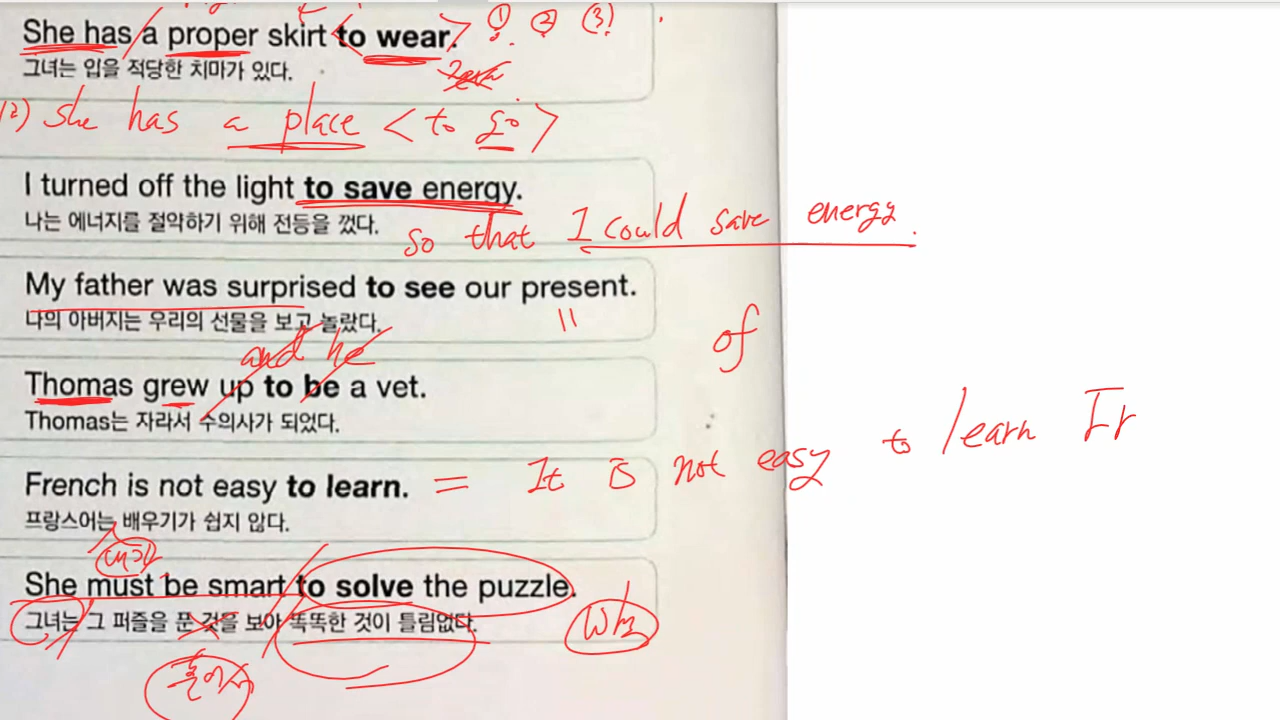 She has a proper skirt to wear. ① ② ③!
그녀는 입을 적당한 치마가 있다.
12) She has a place < to go >
I turned off the light to save energy.
나는 에너지를 절약하기 위해 전등을 껐다.
so that I could save energy.
My father was surprised to see our present.
나의 아버지는 우리의 선물을 보고 놀랐다.
of
and he
Thomas grew up to be a vet.
Thomas는 자라서 수의사가 되었다.
French is not easy to learn. = It is not easy to learn Fr
프랑스어는 배우기가 쉽지 않다.
She must be smart to solve the puzzle.
그녀는 그 퍼즐을 푼 것을 보아 똑똑한 것이 틀림없다.
why